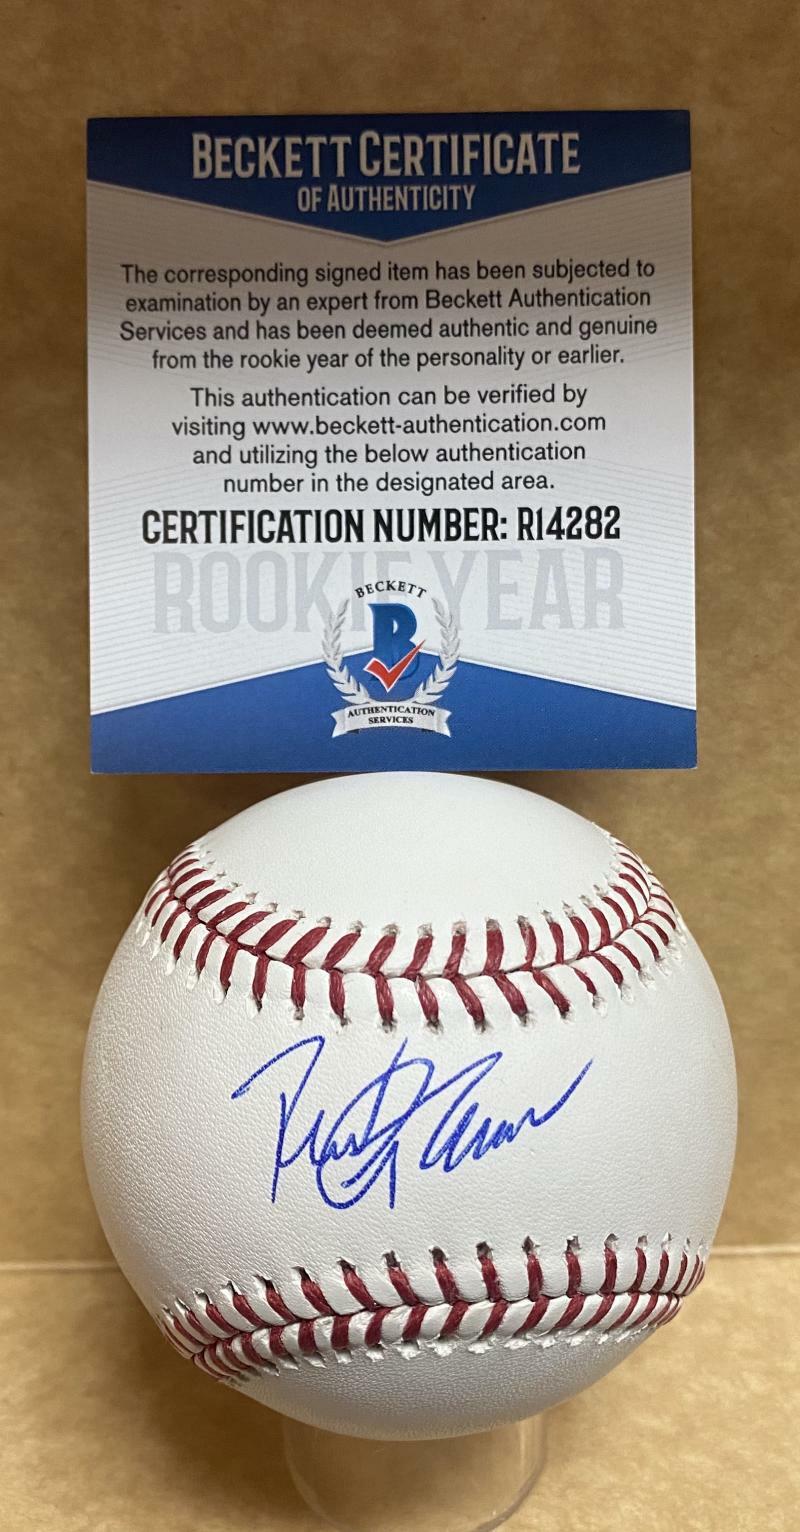 BECKETT CERTIFICATE
OF AUTHENTICITY
The corresponding signed item has been subjected to
examination by an expert from Beckett Authentication
Services and has been deemed authentic and genuine
from the rookie year of the personality or earlier.
This authentication can be verified by
visiting www.beckett-authentication.com
and utilizing the below authentication
number in the designated area.
CERTIFICATION NUMBER: R14282
ROOKIE YEAR
BECKETT
B
AUTHENTICATION
SERVICES